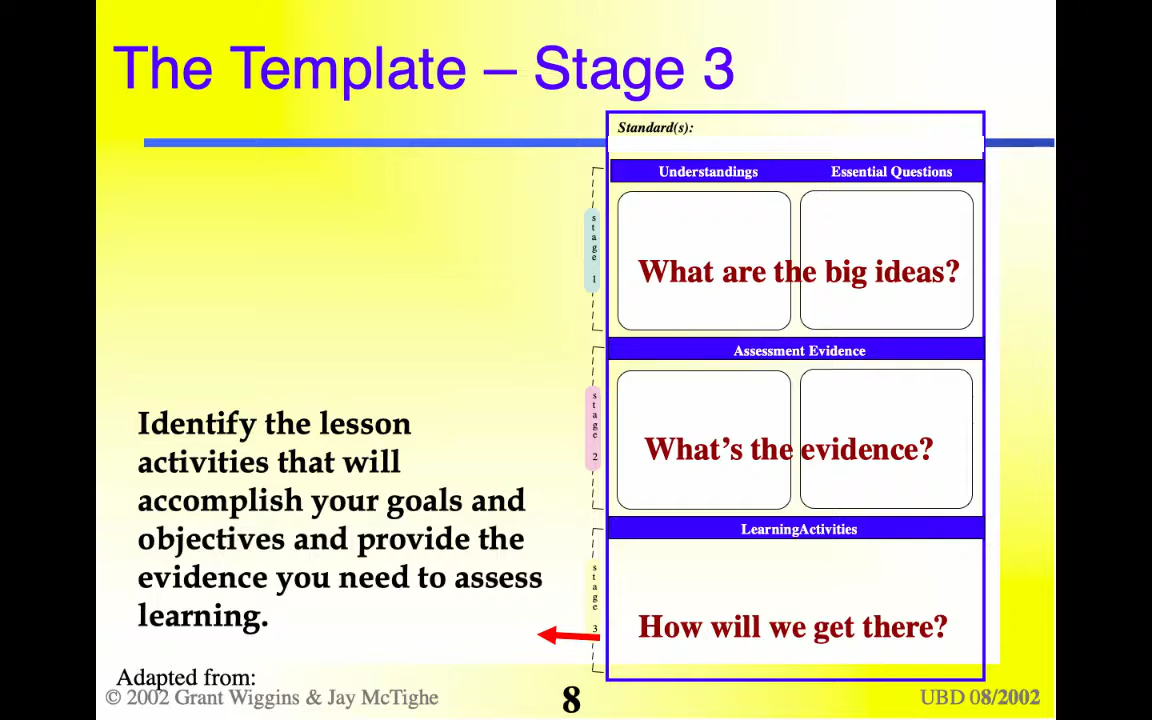 The Template – Stage 3
Standard(s):
Understandings Essential Questions
stage 1
What are the big ideas?
Assessment Evidence
stage 2
What's the evidence?
LearningActivities
stage 3
How will we get there?
Identify the lesson
activities that will
accomplish your goals and
objectives and provide the
evidence you need to assess
learning.
Adapted from:
© 2002 Grant Wiggins & Jay McTighe
8
UBD 08/2002